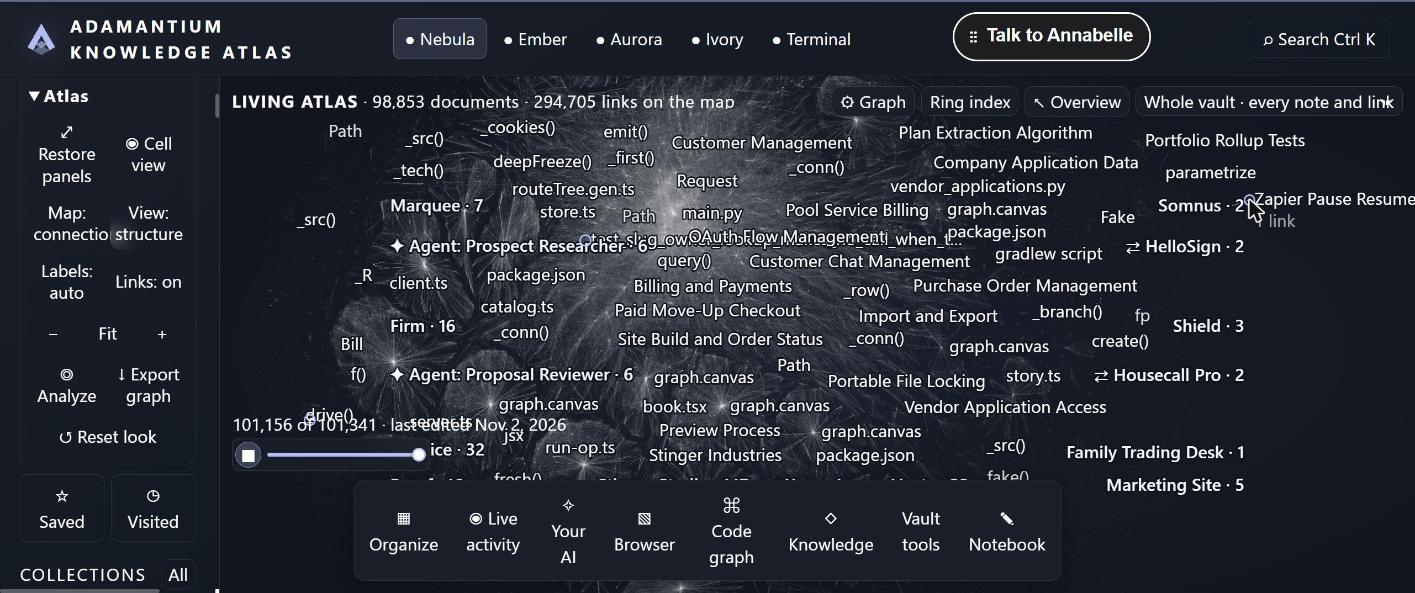 ADAMANTIUM
KNOWLEDGE ATLAS
Nebula
Ember
Aurora
Ivory
Terminal
Talk to Annabelle
Search Ctrl K
Atlas
Restore panels
Cell view
Map: connectio
View: structure
Labels: auto
Links: on
− Fit +
Analyze
↓ Export graph
↺ Reset look
Saved
Visited
COLLECTIONS All
LIVING ATLAS · 98,853 documents · 294,705 links on the map
Graph
Ring index
Overview
Whole vault · every note and link
Path
_src()
_cookies()
emit()
Customer Management
Plan Extraction Algorithm
Portfolio Rollup Tests
_tech()
deepFreeze()
_first()
_conn()
Company Application Data
parametrize
routeTree.gen.ts
Request
vendor_applications.py
Marquee · 7
store.ts
Path
main.py
Pool Service Billing
graph.canvas
Fake
Somnus · 2
Zapier Pause Resume
1 link
_src()
package.json
✦ Agent: Prospect Researcher · 6
OAuth Flow Management
⇄ HelloSign · 2
query()
Customer Chat Management
gradlew script
_R
client.ts
package.json
Billing and Payments
_row()
Purchase Order Management
catalog.ts
Paid Move-Up Checkout
Import and Export
_branch()
fp
Firm · 16
_conn()
Site Build and Order Status
_conn()
graph.canvas
create()
Shield · 3
Bill
f()
✦ Agent: Proposal Reviewer · 6
graph.canvas
Path
Portable File Locking
story.ts
⇄ Housecall Pro · 2
graph.canvas
book.tsx
graph.canvas
Vendor Application Access
drive()
server.ts
101,156 of 101,341 · last edited Nov 2, 2026
jsx
Preview Process
graph.canvas
ice · 32
run-op.ts
Stinger Industries
package.json
_src()
Family Trading Desk · 1
fresh()
fake()
Marketing Site · 5
Organize
Live activity
Your AI
Browser
Code graph
Knowledge
Vault tools
Notebook